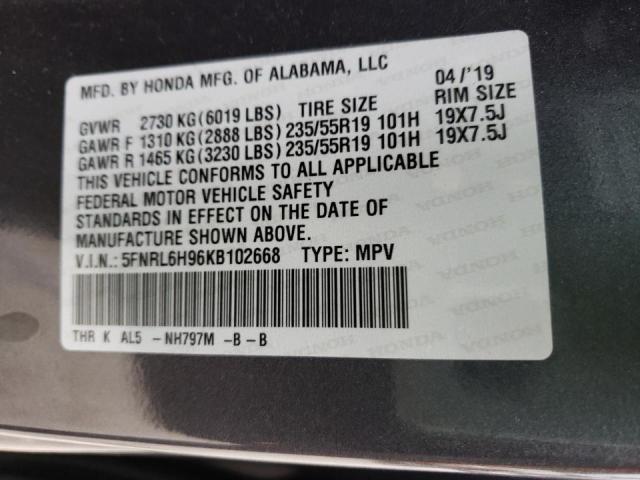 MFD. BY HONDA MFG. OF ALABAMA, LLC 04/'19
GVWR 2730 KG(6019 LBS) TIRE SIZE RIM SIZE
GAWR F 1310 KG(2888 LBS) 235/55R19 101H 19X7.5J
GAWR R 1465 KG(3230 LBS) 235/55R19 101H 19X7.5J
THIS VEHICLE CONFORMS TO ALL APPLICABLE
FEDERAL MOTOR VEHICLE SAFETY
STANDARDS IN EFFECT ON THE DATE OF
MANUFACTURE SHOWN ABOVE.
V.I.N.: 5FNRL6H96KB102668 TYPE: MPV
THR K AL5 - NH797M -B - B